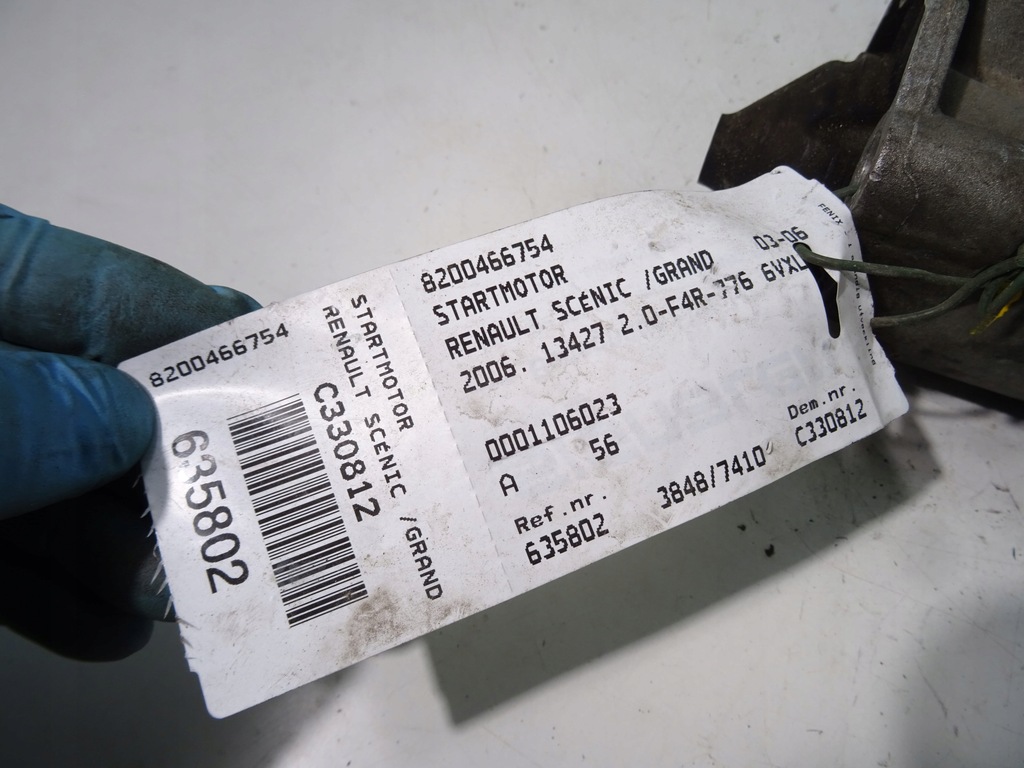 8200466754
STARTMOTOR
RENAULT SCÉNIC /GRAND 03-06
2006. 13427 2.0-F4R-776 6VXL
0001106023
A 56
Ref.nr. Dem.nr.
635802 3848/7410 C330812
8200466754
STARTMOTOR
RENAULT SCÉNIC /GRAND
C330812
635802
FENIX